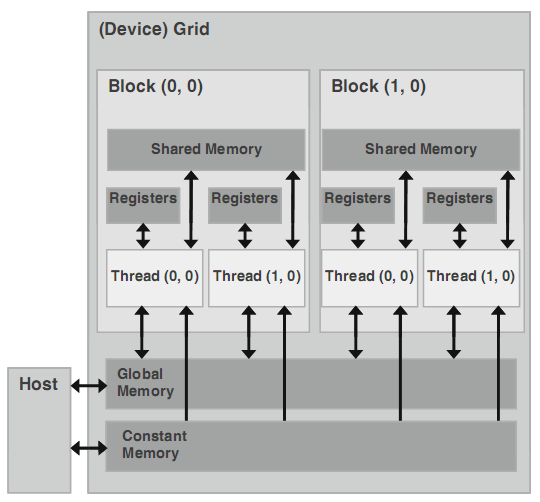 (Device) Grid
Block (0, 0)
Block (1, 0)
Shared Memory
Shared Memory
Registers
Registers
Registers
Registers
Thread (0, 0)
Thread (1, 0)
Thread (0, 0)
Thread (1, 0)
Host
Global
Memory
Constant
Memory